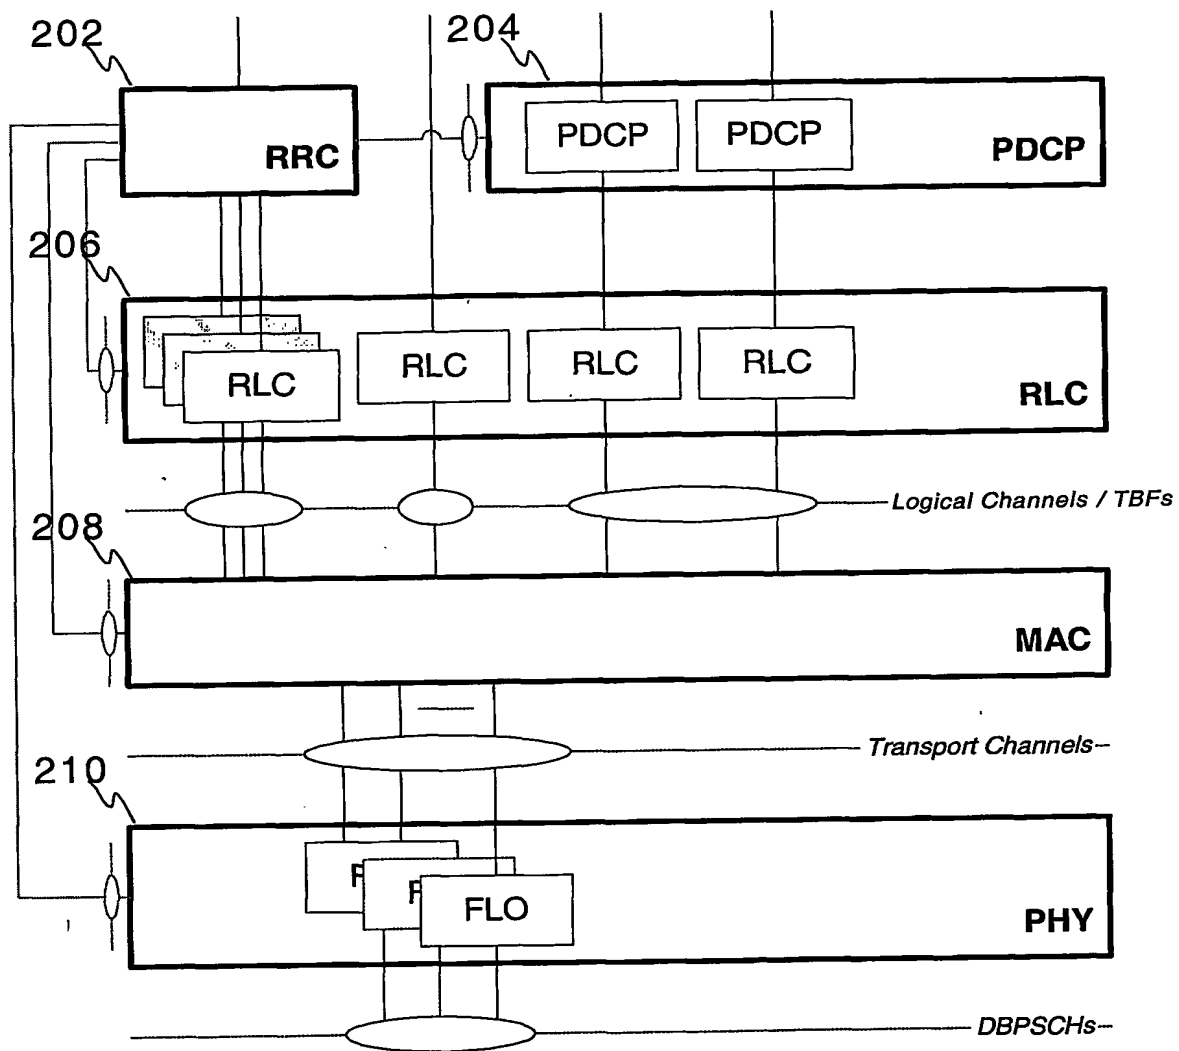 202
204
PDCP
PDCP
RRC
PDCP
206
RLC
RLC
RLC
RLC
RLC
Logical Channels / TBFs
208
MAC
Transport Channels
210
F
F
FLO
PHY
DBPSCHs